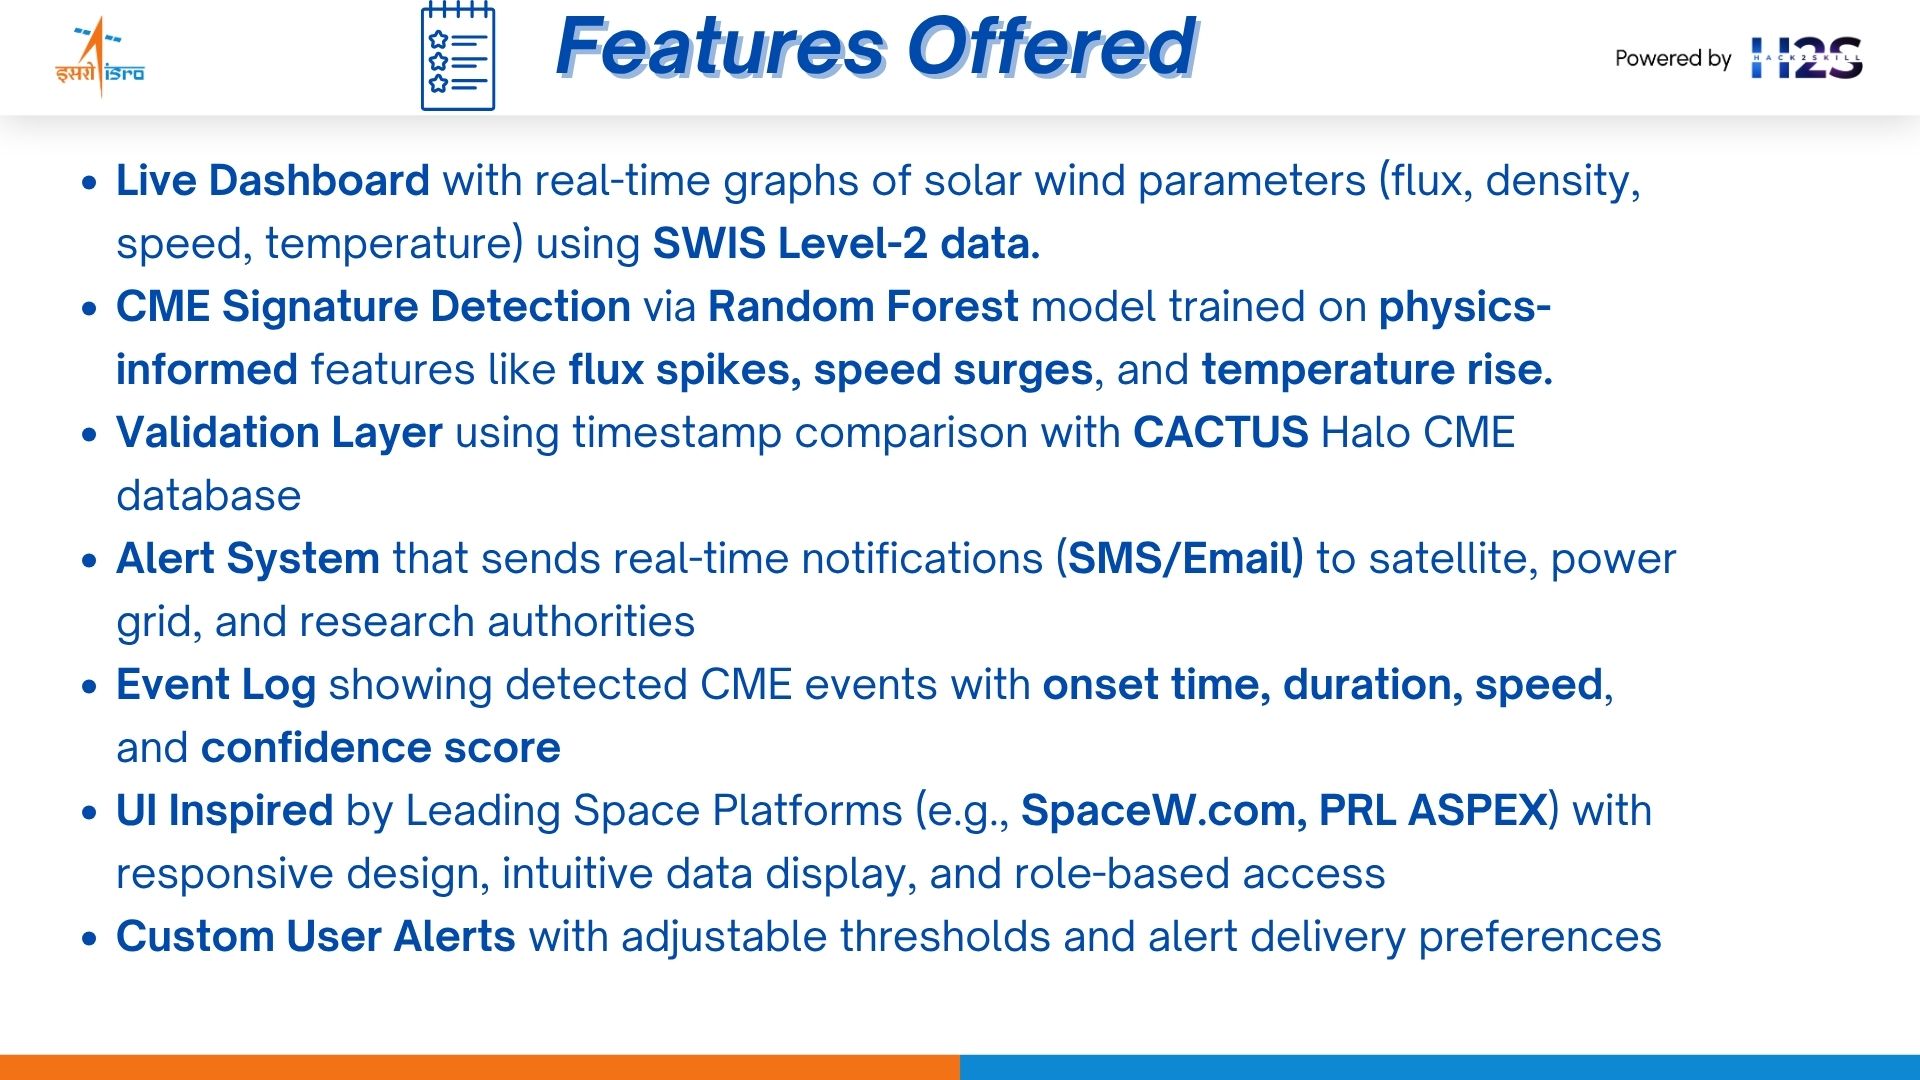 इसरो isro
Features Offered
Powered by H2S
HACK2SKILL
• Live Dashboard with real-time graphs of solar wind parameters (flux, density,
speed, temperature) using SWIS Level-2 data.
• CME Signature Detection via Random Forest model trained on physics-
informed features like flux spikes, speed surges, and temperature rise.
• Validation Layer using timestamp comparison with CACTUS Halo CME
database
• Alert System that sends real-time notifications (SMS/Email) to satellite, power
grid, and research authorities
• Event Log showing detected CME events with onset time, duration, speed,
and confidence score
• UI Inspired by Leading Space Platforms (e.g., SpaceW.com, PRL ASPEX) with
responsive design, intuitive data display, and role-based access
• Custom User Alerts with adjustable thresholds and alert delivery preferences